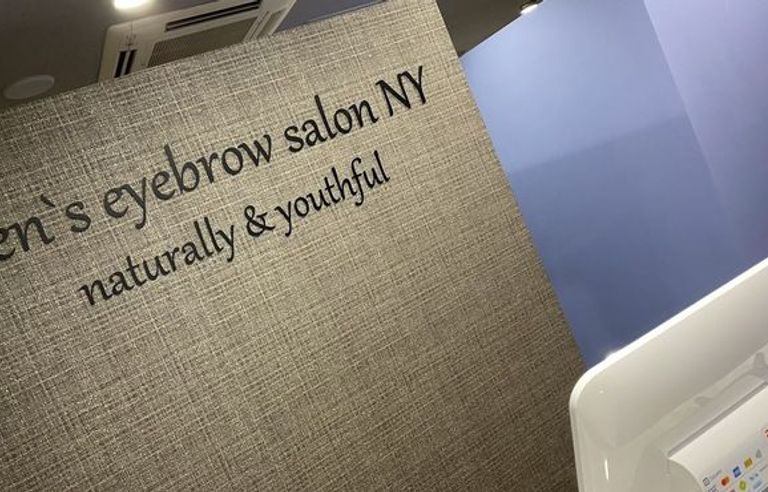 en`s eyebrow salon NY
naturally & youthful